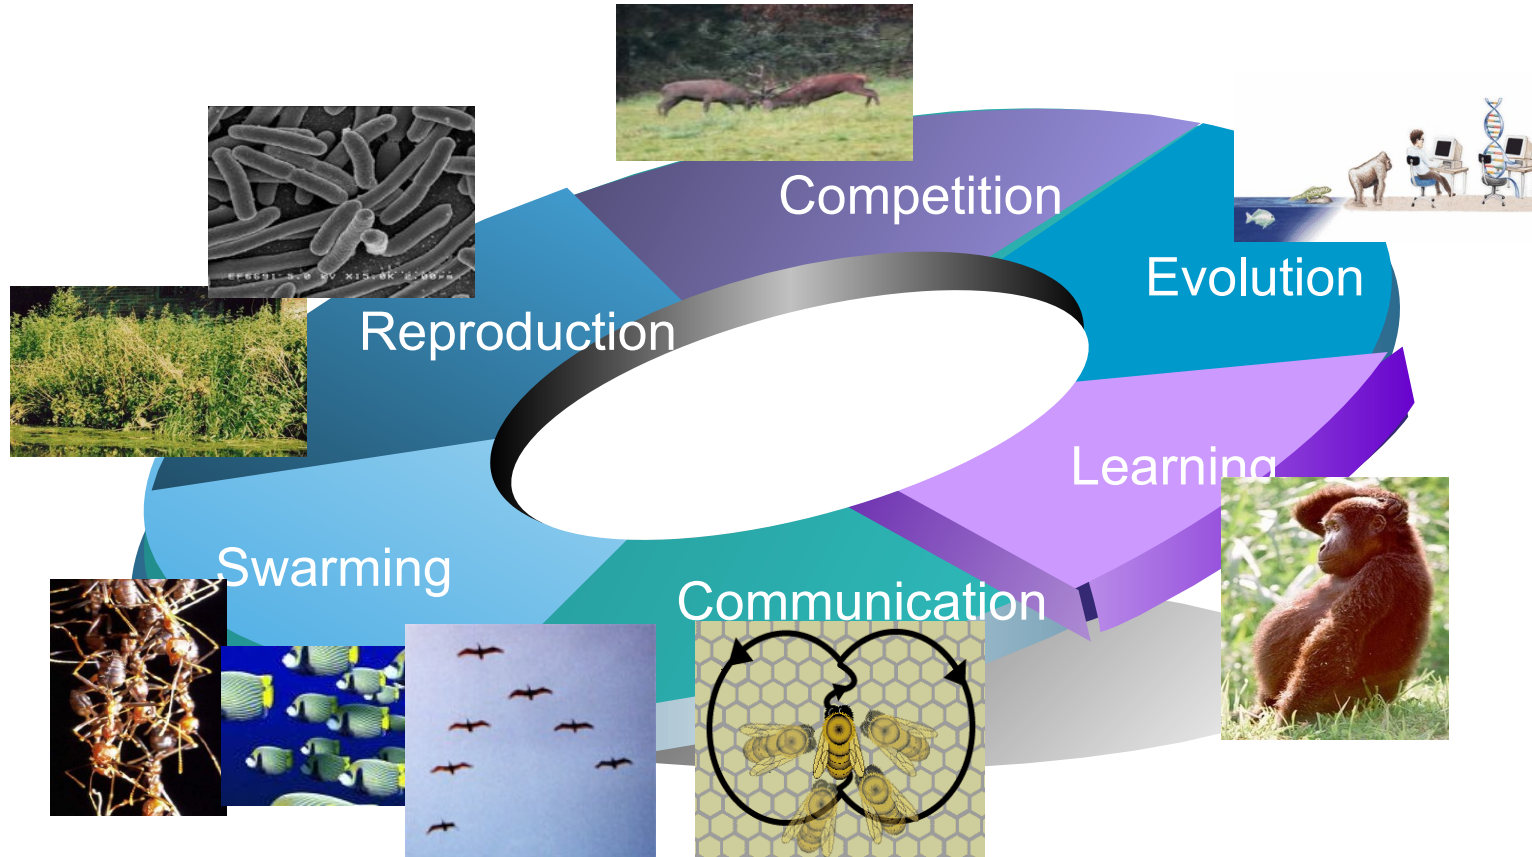 Competition
Evolution
Reproduction
Learning
Swarming
Communication